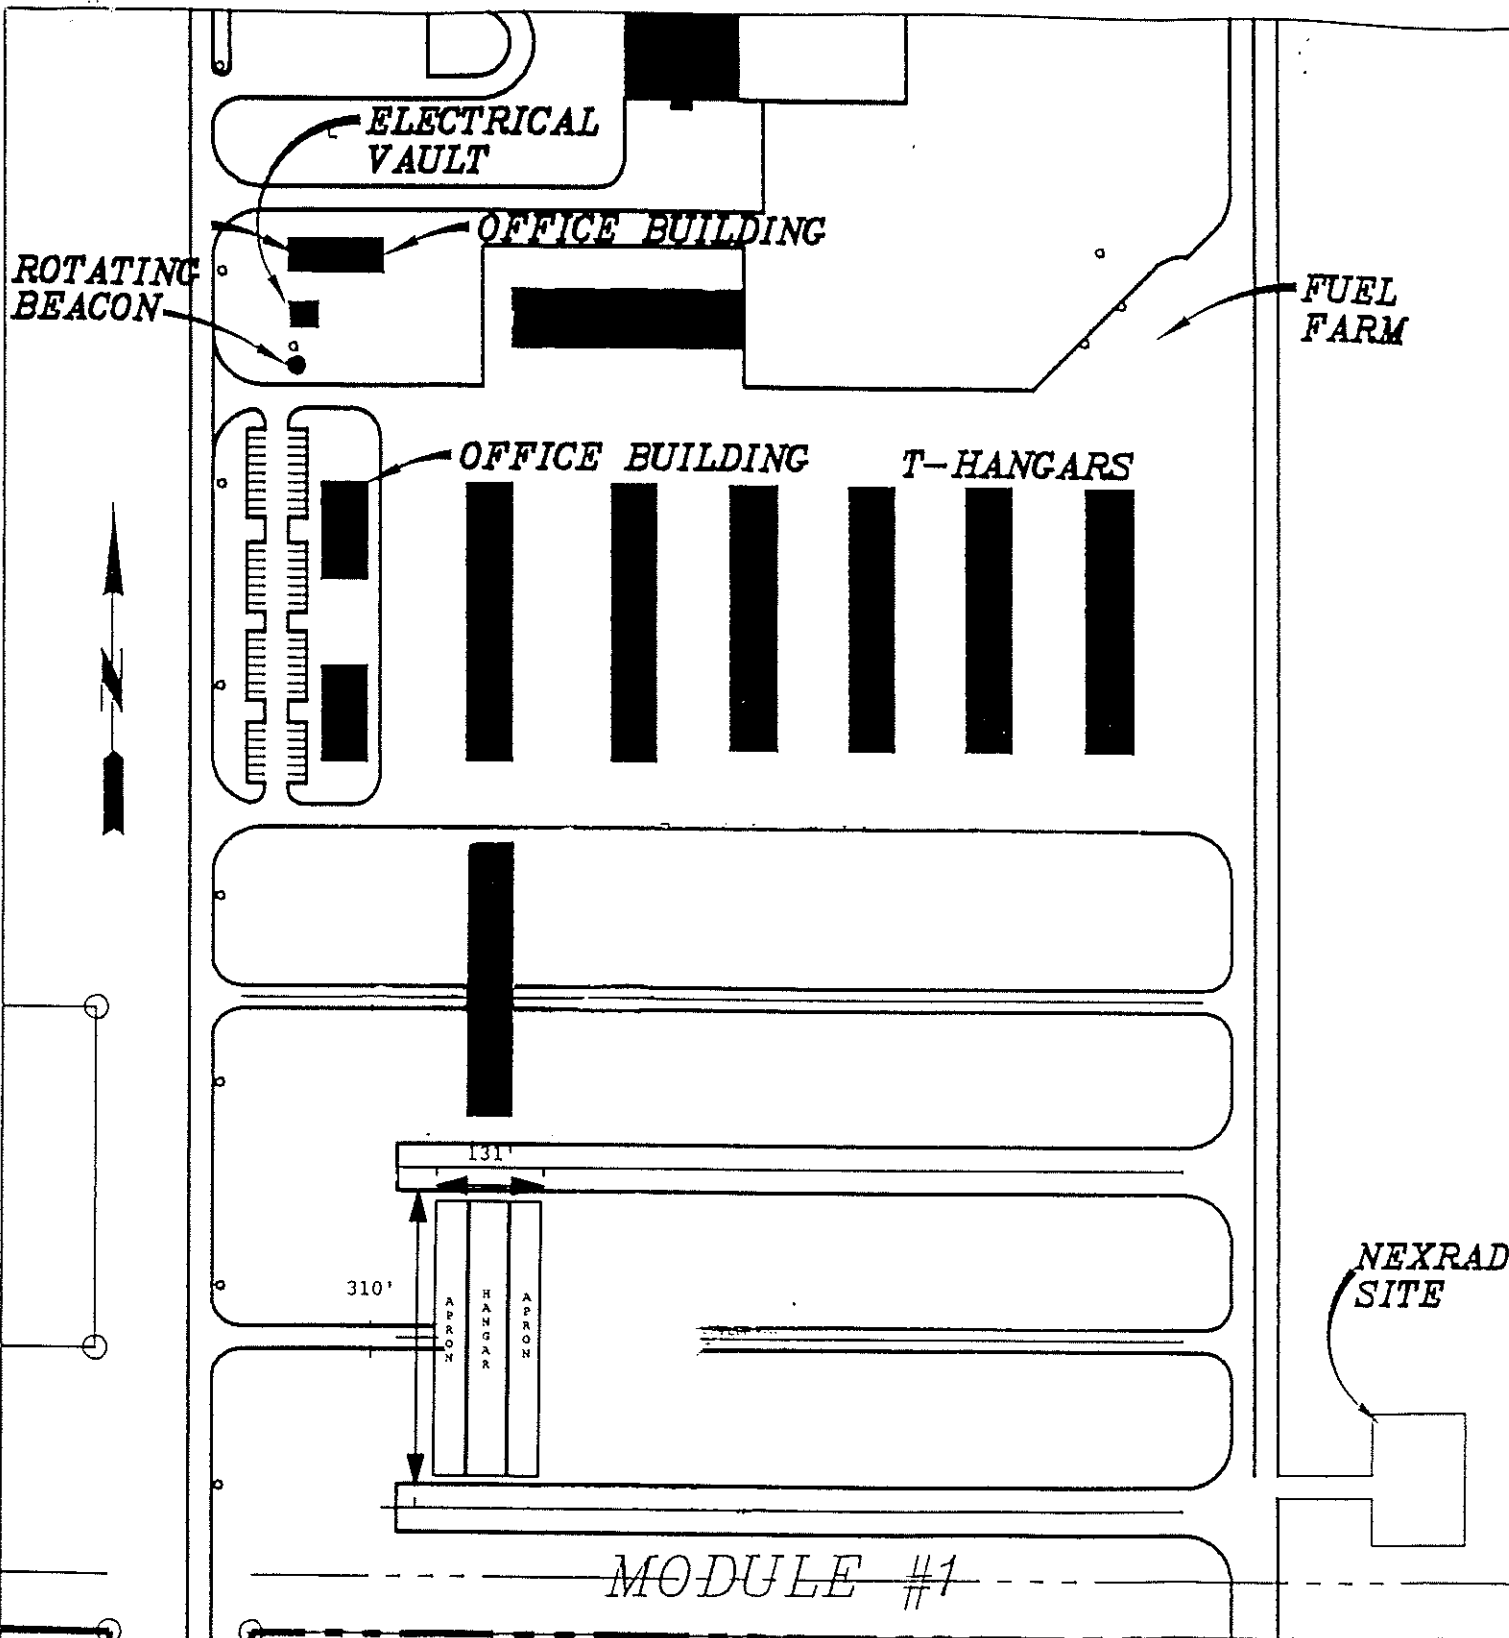 ELECTRICAL
VAULT
OFFICE BUILDING
ROTATING
BEACON
FUEL
FARM
OFFICE BUILDING
T-HANGARS
N
131'
310'
APRON
HANGAR
APRON
NEXRAD
SITE
MODULE #1